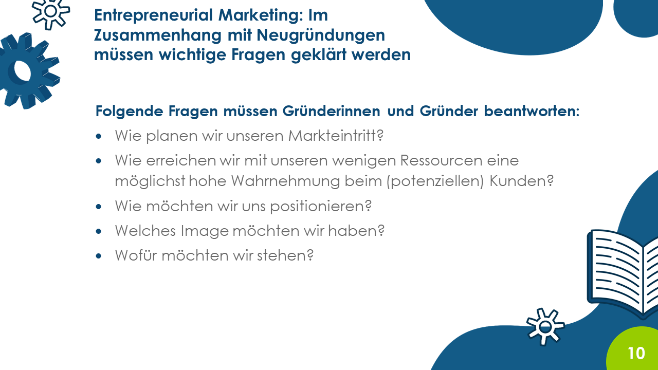 Entrepreneurial Marketing: Im
Zusammenhang mit Neugründungen
müssen wichtige Fragen geklärt werden
Folgende Fragen müssen Gründerinnen und Gründer beantworten:
• Wie planen wir unseren Markteintritt?
• Wie erreichen wir mit unseren wenigen Ressourcen eine
möglichst hohe Wahrnehmung beim (potenziellen) Kunden?
• Wie möchten wir uns positionieren?
• Welches Image möchten wir haben?
• Wofür möchten wir stehen?
10